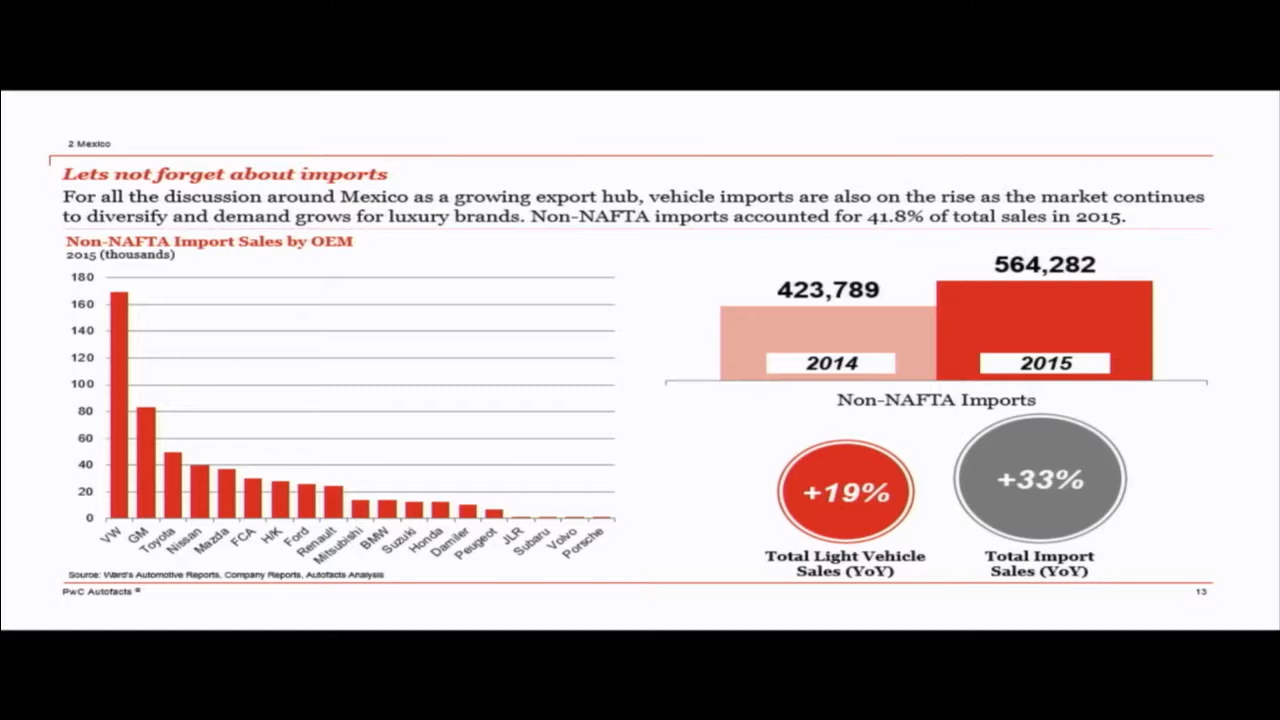 2 Mexico
Lets not forget about imports
For all the discussion around Mexico as a growing export hub, vehicle imports are also on the rise as the market continues
to diversify and demand grows for luxury brands. Non-NAFTA imports accounted for 41.8% of total sales in 2015.
Non-NAFTA Import Sales by OEM
2015 (thousands)
180
160
140
120
100
80
60
40
20
0
VW
GM
Toyota
Nissan
Mazda
FCA
H/K
Ford
Renault
Mitsubishi
BMW
Suzuki
Honda
Damiler
Peugeot
JLR
Subaru
Volvo
Porsche
423,789
564,282
2014
2015
Non-NAFTA Imports
+19%
+33%
Total Light Vehicle
Sales (YoY)
Total Import
Sales (YoY)
Source: Ward's Automotive Reports, Company Reports, Autofacts Analysis
PwC Autofacts ®
13